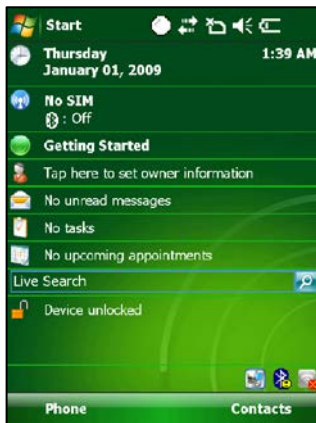 Start
Thursday 1:39 AM
January 01, 2009
No SIM
: Off
Getting Started
Tap here to set owner information
No unread messages
No tasks
No upcoming appointments
Live Search
Device unlocked
Phone Contacts